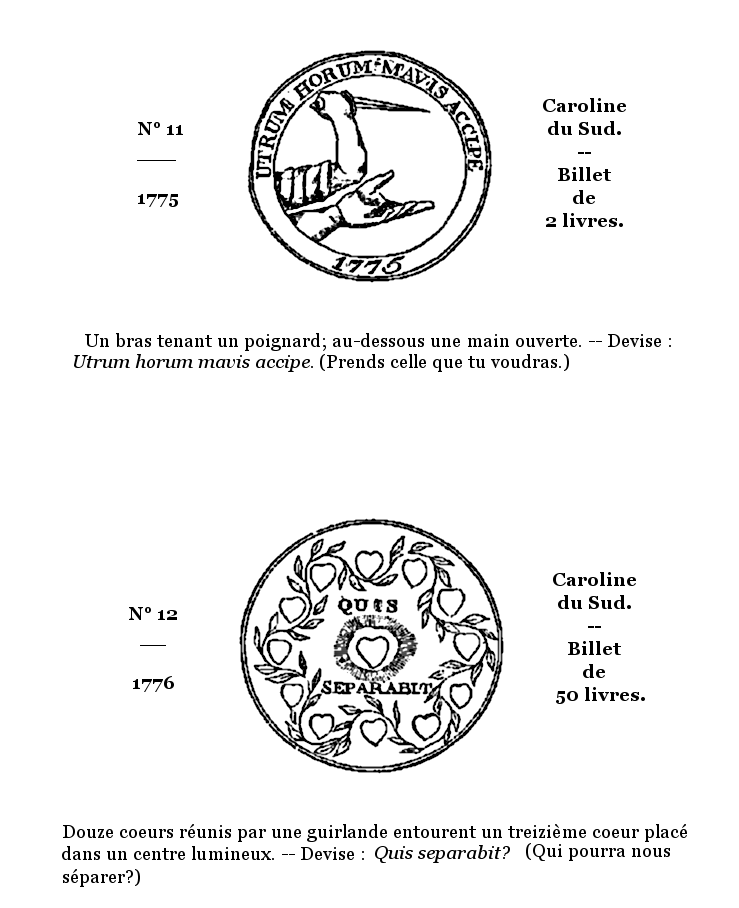 N° 11
1775
UTRUM HORUM MAVIS ACCIPE
1775
Caroline
du Sud.
--
Billet
de
2 livres.
Un bras tenant un poignard; au-dessous une main ouverte. -- Devise :
Utrum horum mavis accipe. (Prends celle que tu voudras.)
N° 12
1776
QUIS
SEPARABIT
Caroline
du Sud.
--
Billet
de
50 livres.
Douze coeurs réunis par une guirlande entourent un treizième coeur placé
dans un centre lumineux. -- Devise : Quis separabit? (Qui pourra nous
séparer?)